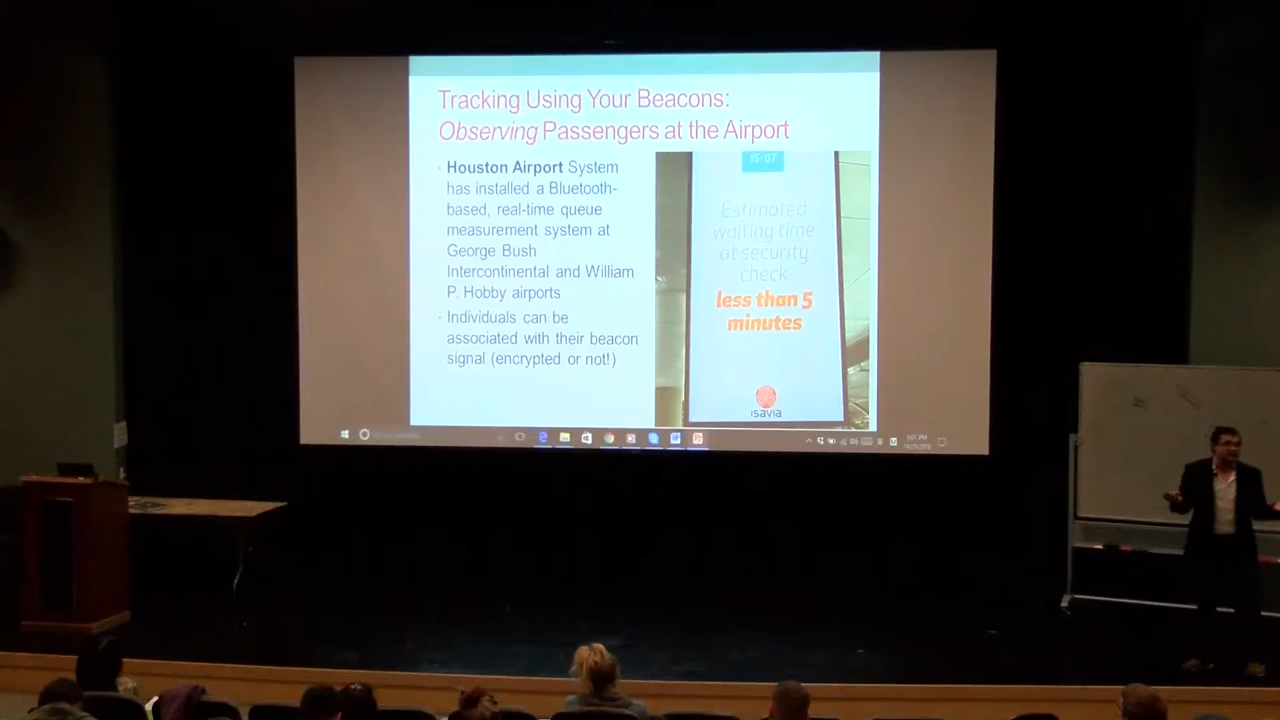 Tracking Using Your Beacons:
Observing Passengers at the Airport
Houston Airport System
has installed a Bluetooth-
based, real-time queue
measurement system at
George Bush
Intercontinental and William
P. Hobby airports
Individuals can be
associated with their beacon
signal (encrypted or not!)
15:07
Estimated
waiting time
at security
check
less than 5
minutes
isavia